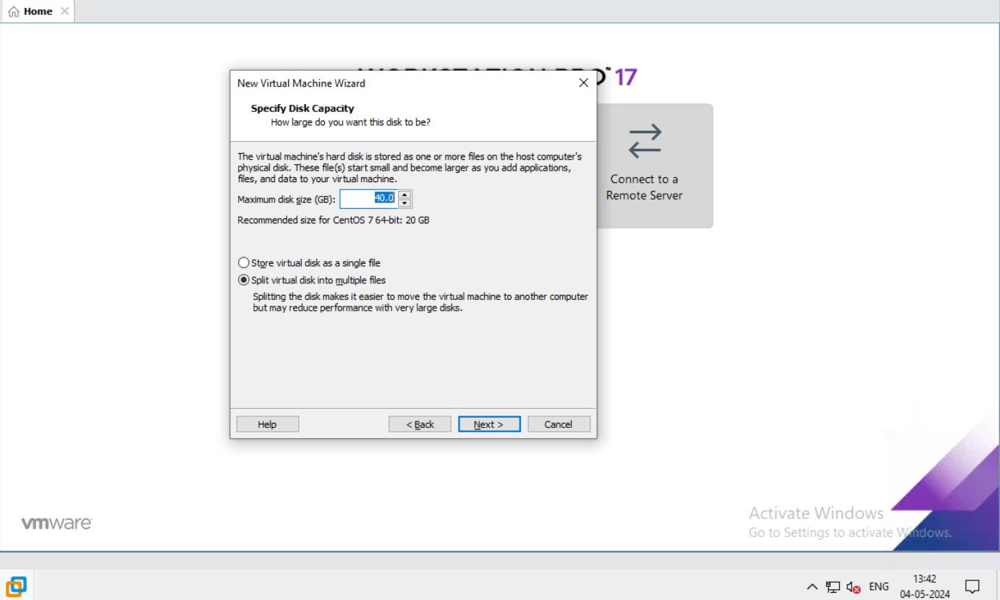 Home
WORKSTATION PRO™ 17
New Virtual Machine Wizard
Specify Disk Capacity
How large do you want this disk to be?
The virtual machine's hard disk is stored as one or more files on the host computer's
physical disk. These file(s) start small and become larger as you add applications,
files, and data to your virtual machine.
Maximum disk size (GB): 40.0
Recommended size for CentOS 7 64-bit: 20 GB
Store virtual disk as a single file
Split virtual disk into multiple files
Splitting the disk makes it easier to move the virtual machine to another computer
but may reduce performance with very large disks.
Help
< Back
Next >
Cancel
Connect to a
Remote Server
vmware
Activate Windows
Go to Settings to activate Windows.
ENG
13:42
04-05-2024